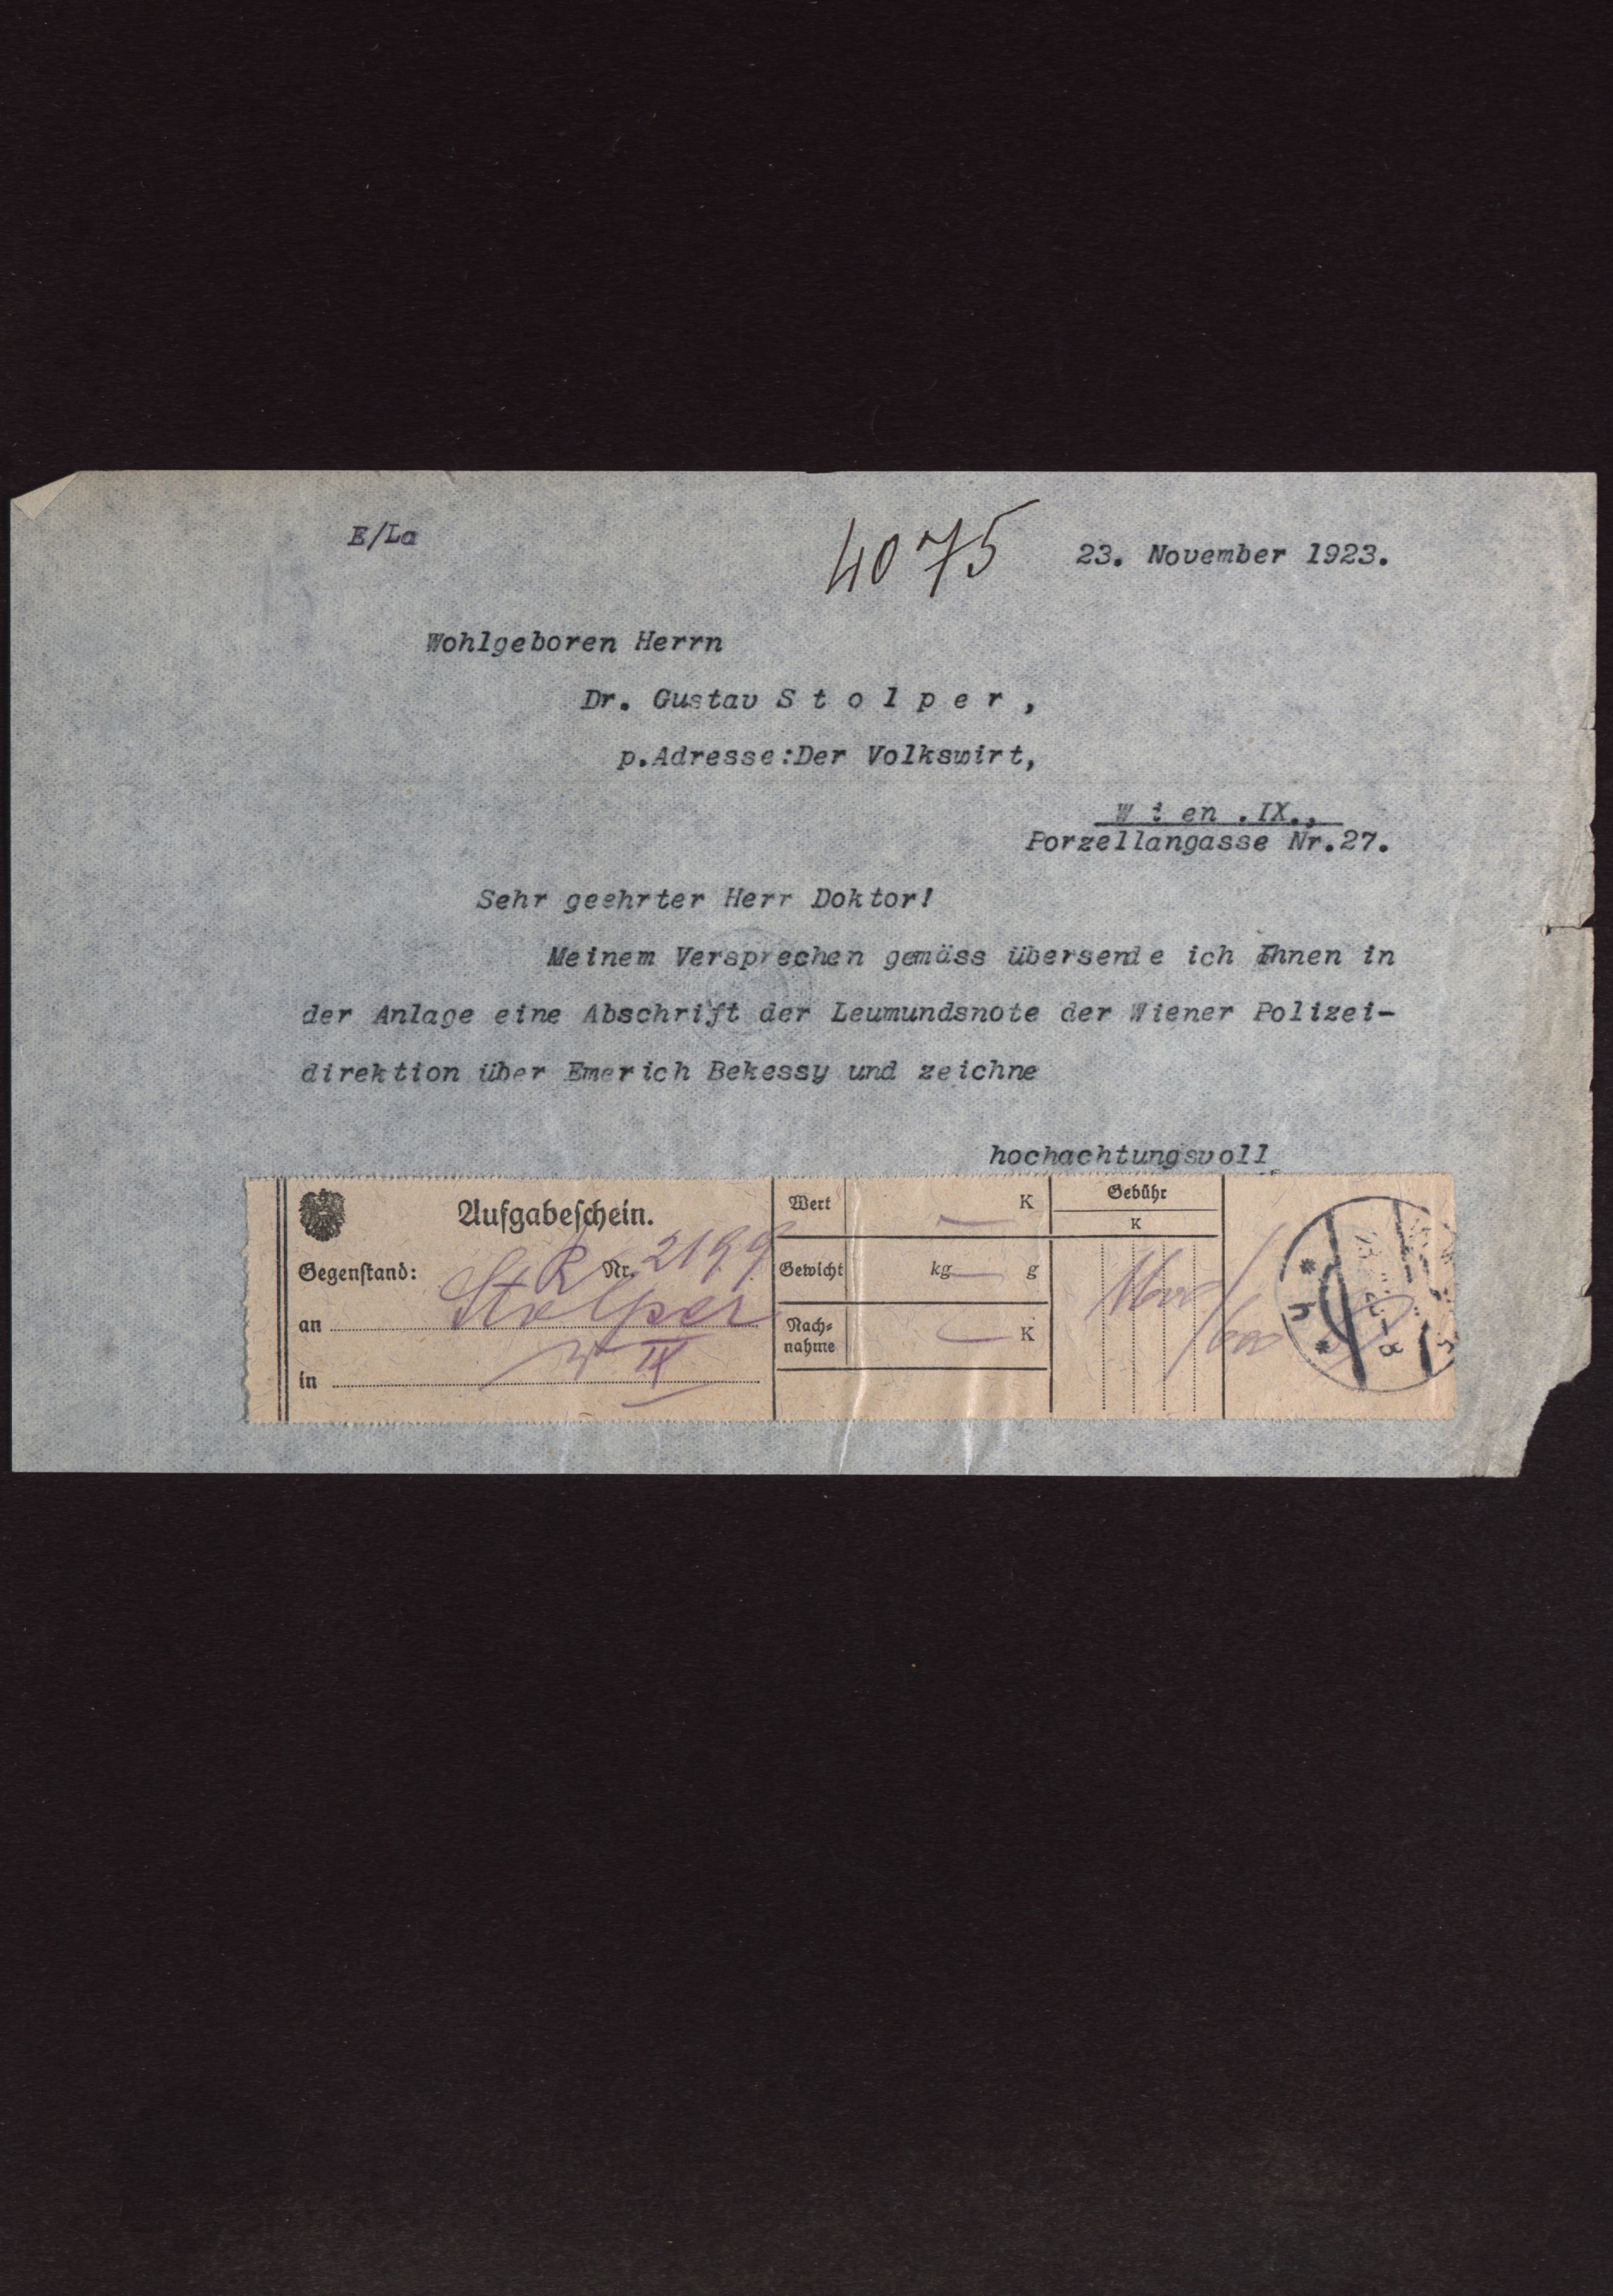 E/La
4075
23. November 1923.
Wohlgeboren Herrn
Dr. Gustav S t o l p e r ,
p.Adresse:Der Volkswirt,
W i en . IX.,
Porzellangasse Nr.27.
Sehr geehrter Herr Doktor!
Meinem Versprechen gemäss übersende ich Ihnen in
der Anlage eine Abschrift der Leumundsnote der Wiener Polizei-
direktion über Emerich Bekessy und zeichne
hochachtungsvoll
Aufgabeschein.
Gegenstand: R Nr. 2199
an Stolper
in W IX
Wert K
Gewicht kg g
Nach-
nahme K
Gebühr
K